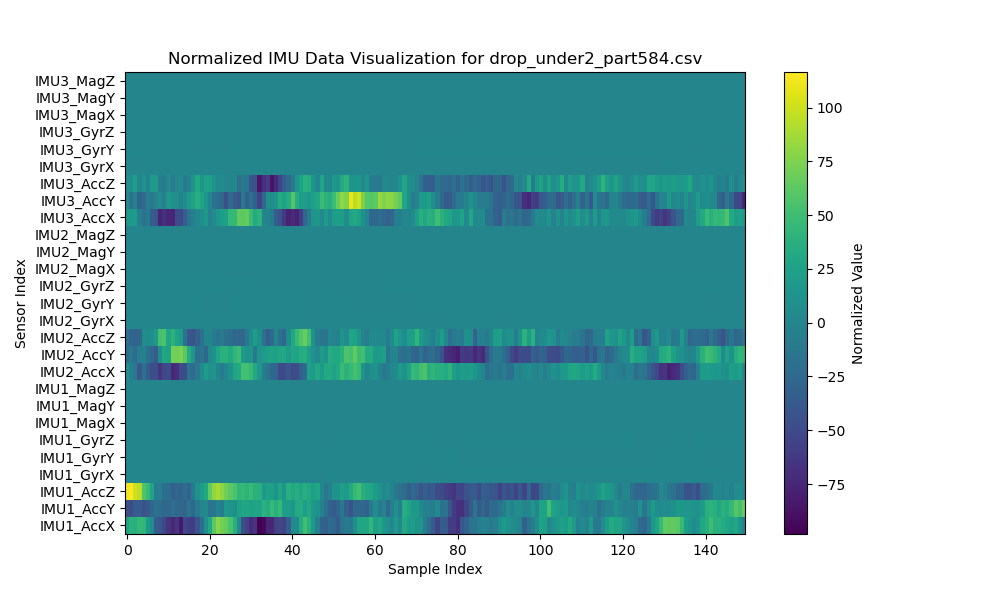 Normalized IMU Data Visualization for drop_under2_part584.csv
IMU3_MagZ
IMU3_MagY
IMU3_MagX
IMU3_GyrZ
IMU3_GyrY
IMU3_GyrX
IMU3_AccZ
IMU3_AccY
IMU3_AccX
IMU2_MagZ
IMU2_MagY
IMU2_MagX
IMU2_GyrZ
IMU2_GyrY
IMU2_GyrX
IMU2_AccZ
IMU2_AccY
IMU2_AccX
IMU1_MagZ
IMU1_MagY
IMU1_MagX
IMU1_GyrZ
IMU1_GyrY
IMU1_GyrX
IMU1_AccZ
IMU1_AccY
IMU1_AccX
Sensor Index
0 20 40 60 80 100 120 140
Sample Index
100
75
50
25
0
−25
−50
−75
Normalized Value